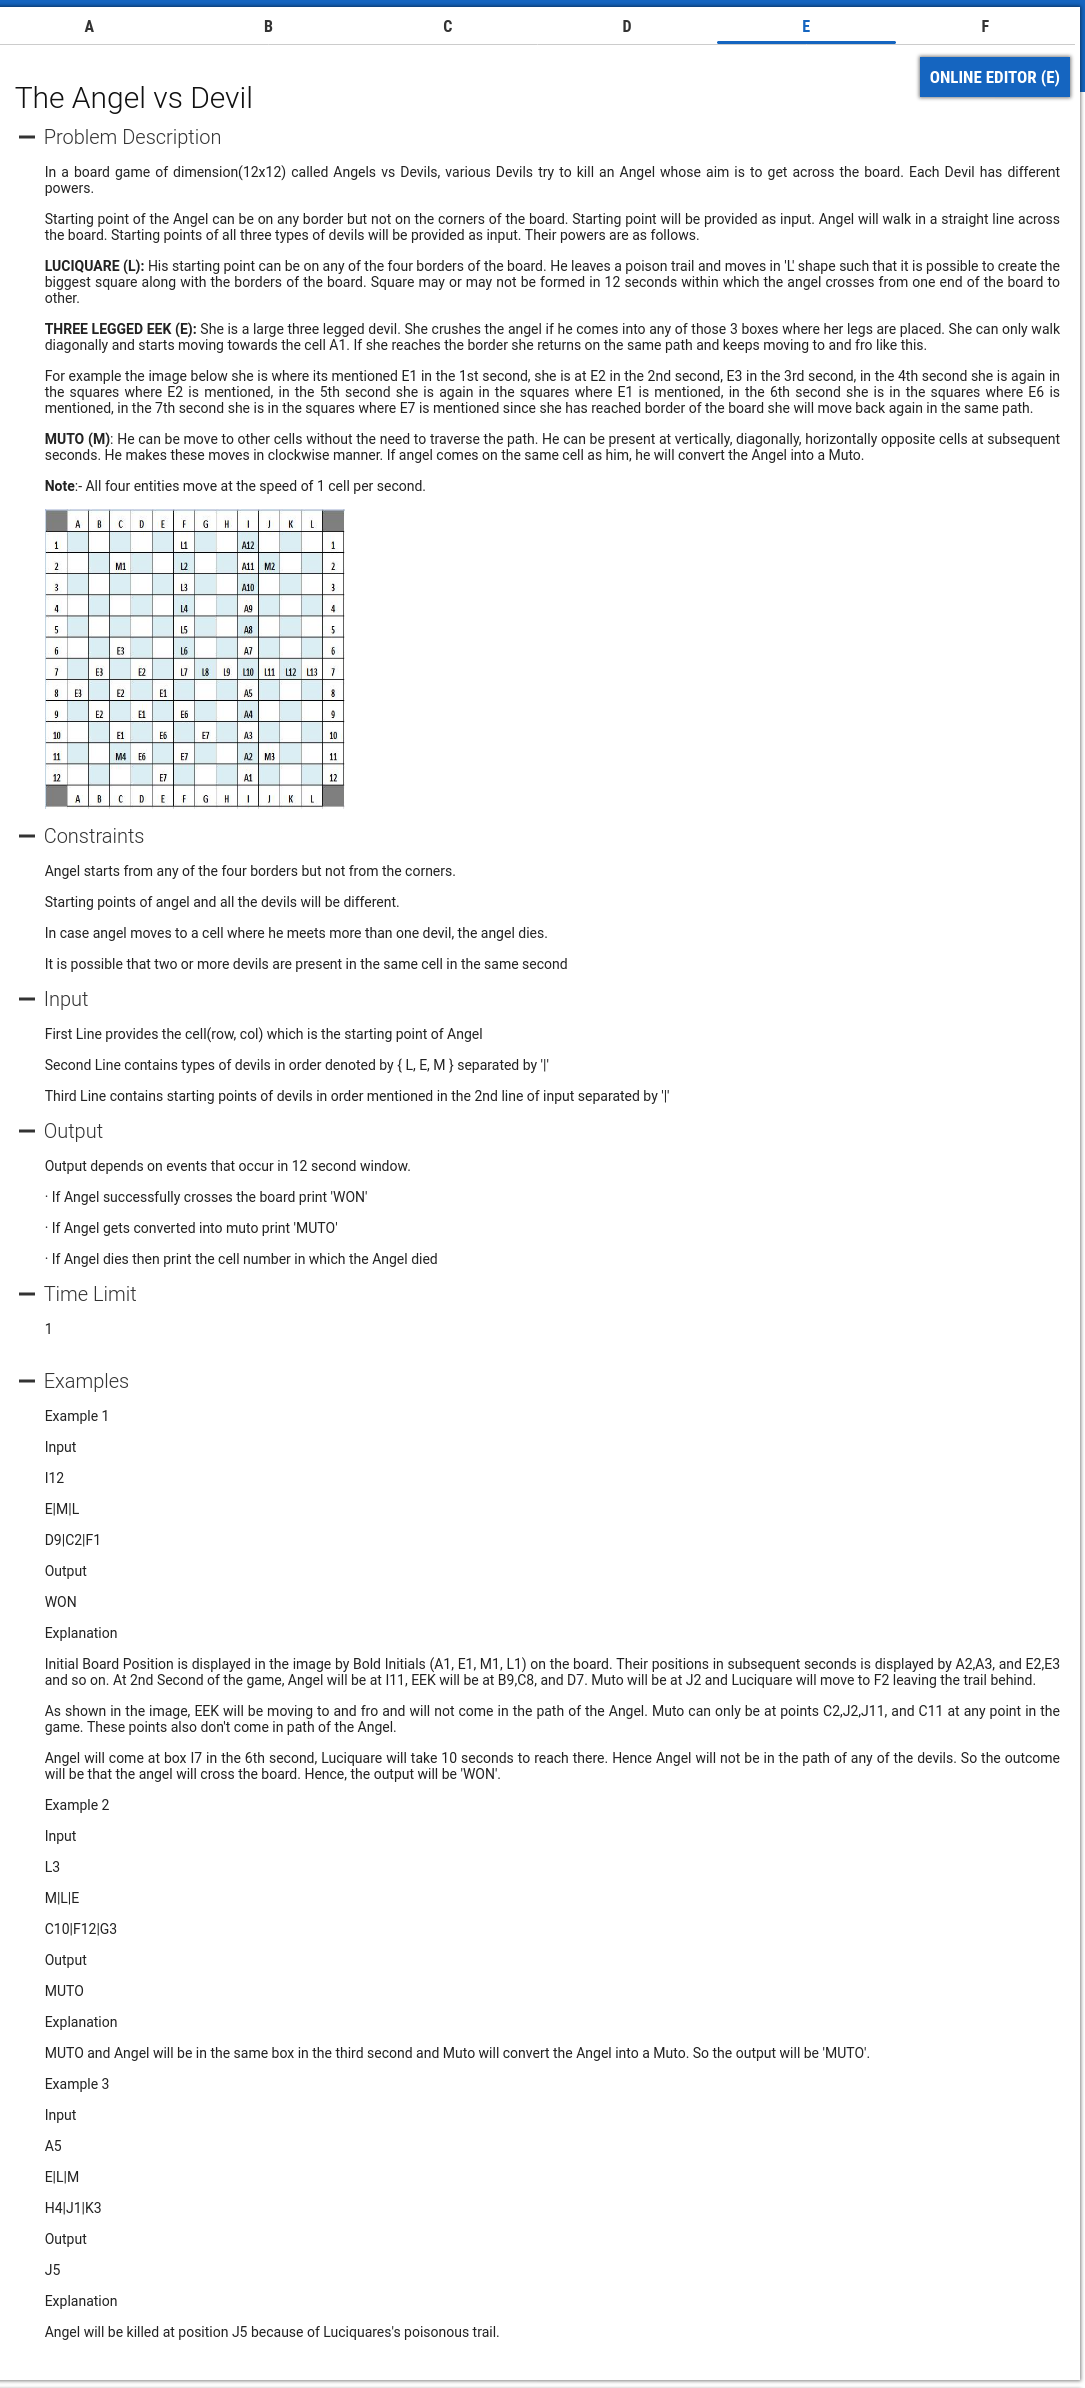 A B C D E F
ONLINE EDITOR (E)
The Angel vs Devil
Problem Description
In a board game of dimension(12x12) called Angels vs Devils, various Devils try to kill an Angel whose aim is to get across the board. Each Devil has different
powers.
Starting point of the Angel can be on any border but not on the corners of the board. Starting point will be provided as input. Angel will walk in a straight line across
the board. Starting points of all three types of devils will be provided as input. Their powers are as follows.
LUCIQUARE (L): His starting point can be on any of the four borders of the board. He leaves a poison trail and moves in 'L' shape such that it is possible to create the
biggest square along with the borders of the board. Square may or may not be formed in 12 seconds within which the angel crosses from one end of the board to
other.
THREE LEGGED EEK (E): She is a large three legged devil. She crushes the angel if he comes into any of those 3 boxes where her legs are placed. She can only walk
diagonally and starts moving towards the cell A1. If she reaches the border she returns on the same path and keeps moving to and fro like this.
For example the image below she is where its mentioned E1 in the 1st second, she is at E2 in the 2nd second, E3 in the 3rd second, in the 4th second she is again in
the squares where E2 is mentioned, in the 5th second she is again in the squares where E1 is mentioned, in the 6th second she is in the squares where E6 is
mentioned, in the 7th second she is in the squares where E7 is mentioned since she has reached border of the board she will move back again in the same path.
MUTO (M): He can be move to other cells without the need to traverse the path. He can be present at vertically, diagonally, horizontally opposite cells at subsequent
seconds. He makes these moves in clockwise manner. If angel comes on the same cell as him, he will convert the Angel into a Muto.
Note:- All four entities move at the speed of 1 cell per second.
A B C D E F G H I J K L
1 L1 A12 1
2 M1 L2 A11 M2 2
3 L3 A10 3
4 L4 A9 4
5 L5 A8 5
6 E3 L6 A7 6
7 E3 E2 L7 L8 L9 L10 L11 L12 L13 7
8 E3 E2 E1 A5 8
9 E2 E1 E6 A4 9
10 E1 E6 E7 A3 10
11 M4 E6 E7 A2 M3 11
12 E7 A1 12
A B C D E F G H I J K L
Constraints
Angel starts from any of the four borders but not from the corners.
Starting points of angel and all the devils will be different.
In case angel moves to a cell where he meets more than one devil, the angel dies.
It is possible that two or more devils are present in the same cell in the same second
Input
First Line provides the cell(row, col) which is the starting point of Angel
Second Line contains types of devils in order denoted by { L, E, M } separated by '|'
Third Line contains starting points of devils in order mentioned in the 2nd line of input separated by '|'
Output
Output depends on events that occur in 12 second window.
· If Angel successfully crosses the board print 'WON'
· If Angel gets converted into muto print 'MUTO'
· If Angel dies then print the cell number in which the Angel died
Time Limit
1
Examples
Example 1
Input
I12
E|M|L
D9|C2|F1
Output
WON
Explanation
Initial Board Position is displayed in the image by Bold Initials (A1, E1, M1, L1) on the board. Their positions in subsequent seconds is displayed by A2,A3, and E2,E3
and so on. At 2nd Second of the game, Angel will be at I11, EEK will be at B9,C8, and D7. Muto will be at J2 and Luciquare will move to F2 leaving the trail behind.
As shown in the image, EEK will be moving to and fro and will not come in the path of the Angel. Muto can only be at points C2,J2,J11, and C11 at any point in the
game. These points also don't come in path of the Angel.
Angel will come at box I7 in the 6th second, Luciquare will take 10 seconds to reach there. Hence Angel will not be in the path of any of the devils. So the outcome
will be that the angel will cross the board. Hence, the output will be 'WON'.
Example 2
Input
L3
M|L|E
C10|F12|G3
Output
MUTO
Explanation
MUTO and Angel will be in the same box in the third second and Muto will convert the Angel into a Muto. So the output will be 'MUTO'.
Example 3
Input
A5
E|L|M
H4|J1|K3
Output
J5
Explanation
Angel will be killed at position J5 because of Luciquares's poisonous trail.